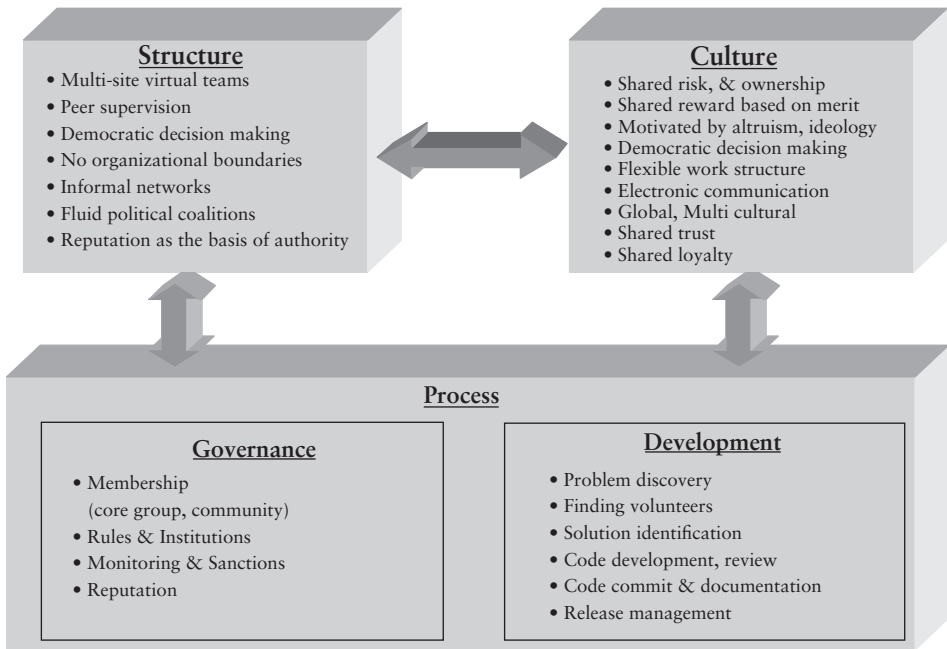 Structure
• Multi-site virtual teams
• Peer supervision
• Democratic decision making
• No organizational boundaries
• Informal networks
• Fluid political coalitions
• Reputation as the basis of authority
Culture
• Shared risk, & ownership
• Shared reward based on merit
• Motivated by altruism, ideology
• Democratic decision making
• Flexible work structure
• Electronic communication
• Global, Multi cultural
• Shared trust
• Shared loyalty
Process
Governance
• Membership
(core group, community)
• Rules & Institutions
• Monitoring & Sanctions
• Reputation
Development
• Problem discovery
• Finding volunteers
• Solution identification
• Code development, review
• Code commit & documentation
• Release management